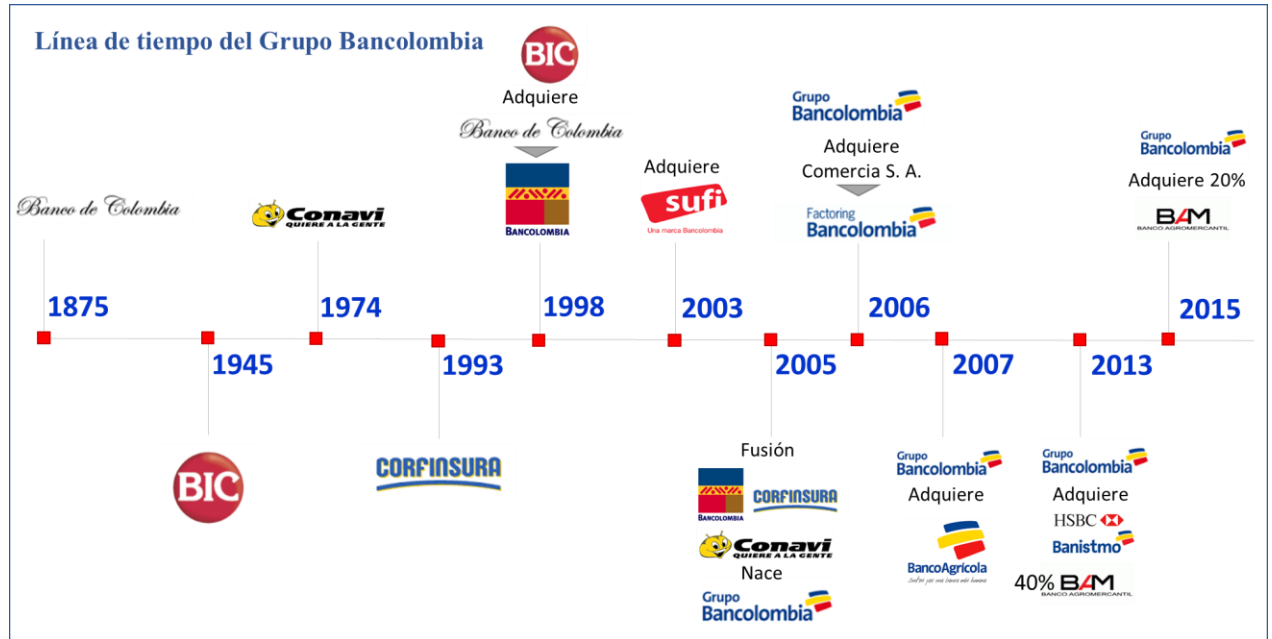 Línea de tiempo del Grupo Bancolombia
Banco de Colombia
1875
BIC
1945
Conavi
QUIERE A LA GENTE
1974
CORFINSURA
1993
BIC
Adquiere
Banco de Colombia
BANCOLOMBIA
1998
Adquiere
sufi
Una marca Bancolombia
2003
2005
Fusión
BANCOLOMBIA
CORFINSURA
Conavi
QUIERE A LA GENTE
Nace
Grupo
Bancolombia
Grupo
Bancolombia
Adquiere
Comercia S. A.
Factoring
Bancolombia
2006
2007
Grupo
Bancolombia
Adquiere
BancoAgrícola
2013
Grupo
Bancolombia
Adquiere
HSBC
Banistmo
40% BAM
BANCO AGROMERCANTIL
Grupo
Bancolombia
Adquiere 20%
BAM
BANCO AGROMERCANTIL
2015